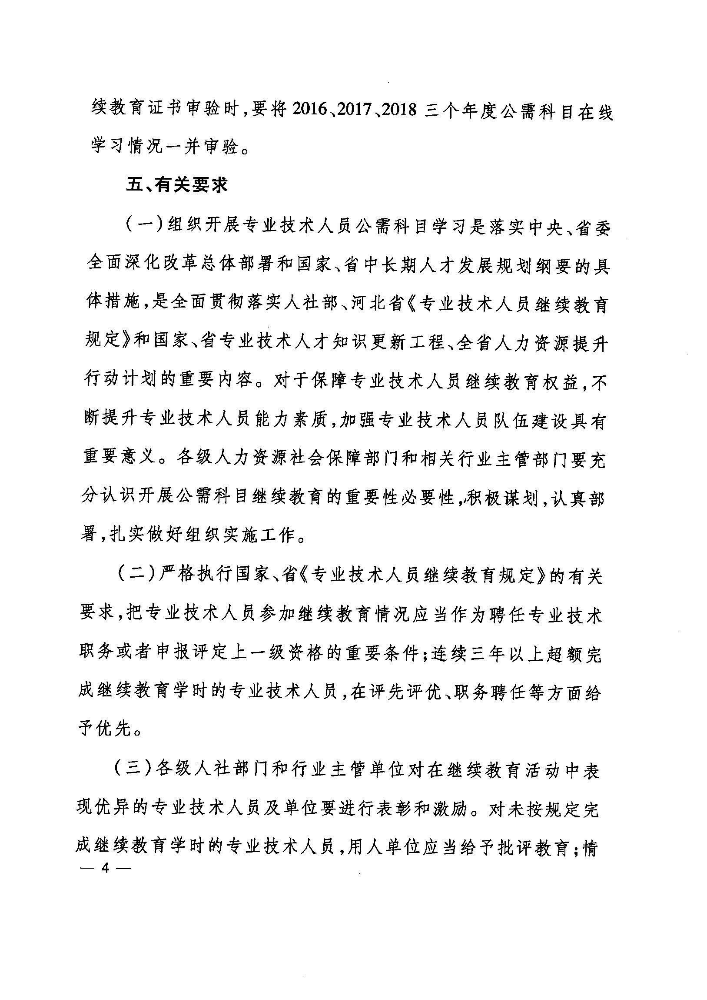 续教育证书审验时,要将2016、2017、2018三个年度公需科目在线
学习情况一并审验。
五、有关要求
(一)组织开展专业技术人员公需科目学习是落实中央、省委
全面深化改革总体部署和国家、省中长期人才发展规划纲要的具
体措施,是全面贯彻落实人社部、河北省《专业技术人员继续教育
规定》和国家、省专业技术人才知识更新工程、全省人力资源提升
行动计划的重要内容。对于保障专业技术人员继续教育权益,不
断提升专业技术人员能力素质,加强专业技术人员队伍建设具有
重要意义。各级人力资源社会保障部门和相关行业主管部门要充
分认识开展公需科目继续教育的重要性必要性,积极谋划,认真部
署,扎实做好组织实施工作。
(二)严格执行国家、省《专业技术人员继续教育规定》的有关
要求,把专业技术人员参加继续教育情况应当作为聘任专业技术
职务或者申报评定上一级资格的重要条件;连续三年以上超额完
成继续教育学时的专业技术人员,在评先评优、职务聘任等方面给
予优先。
(三)各级人社部门和行业主管单位对在继续教育活动中表
现优异的专业技术人员及单位要进行表彰和激励。对未按规定完
成继续教育学时的专业技术人员,用人单位应当给予批评教育;情
— 4 —